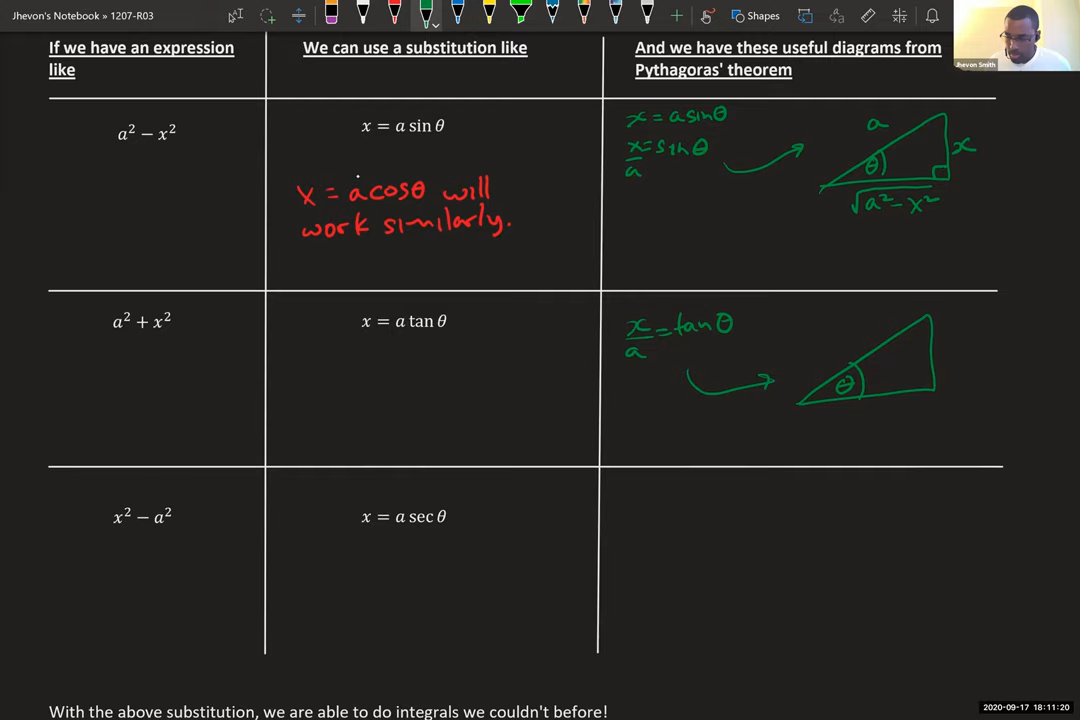 Jhevon's Notebook » 1207-R03
Shapes
Jhevon Smith
If we have an expression like
We can use a substitution like
And we have these useful diagrams from Pythagoras' theorem
a² − x²
x = a sin θ
x = a cosθ will
work similarly.
x = a sinθ
x/a = sinθ
a
x
θ
√a² − x²
a² + x²
x = a tan θ
x/a = tanθ
θ
x² − a²
x = a sec θ
With the above substitution, we are able to do integrals we couldn't before!
2020-09-17 18:11:20